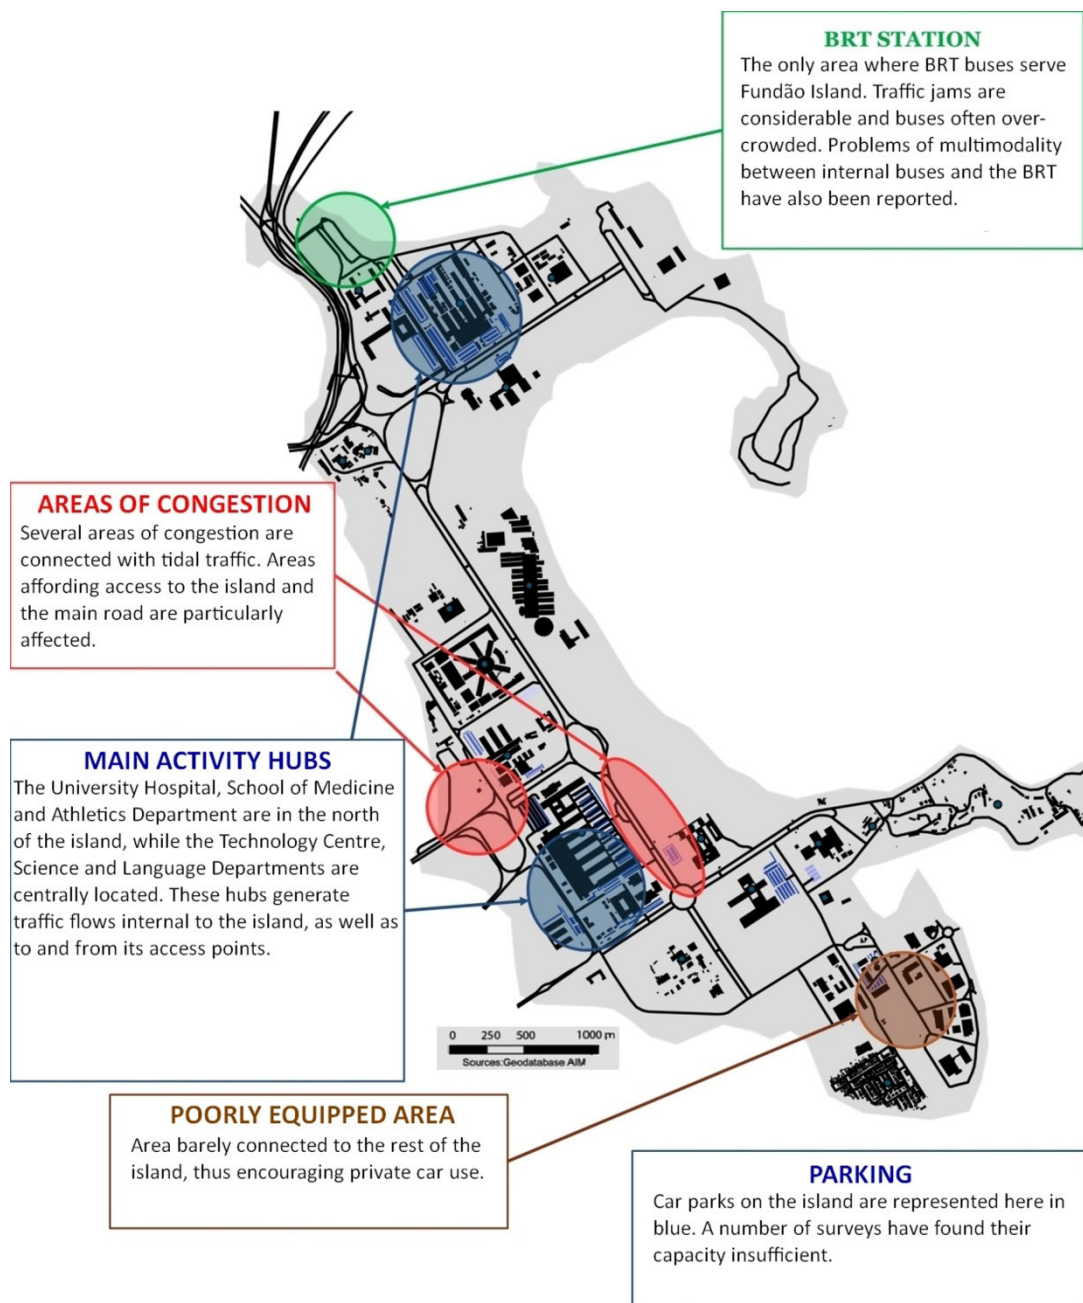 BRT STATION
The only area where BRT buses serve
Fundão Island. Traffic jams are
considerable and buses often over-
crowded. Problems of multimodality
between internal buses and the BRT
have also been reported.
AREAS OF CONGESTION
Several areas of congestion are
connected with tidal traffic. Areas
affording access to the island and
the main road are particularly
affected.
MAIN ACTIVITY HUBS
The University Hospital, School of Medicine
and Athletics Department are in the north
of the island, while the Technology Centre,
Science and Language Departments are
centrally located. These hubs generate
traffic flows internal to the island, as well as
to and from its access points.
0 250 500 1000 m
Sources:Geodatabase AIM
POORLY EQUIPPED AREA
Area barely connected to the rest of the
island, thus encouraging private car use.
PARKING
Car parks on the island are represented here in
blue. A number of surveys have found their
capacity insufficient.